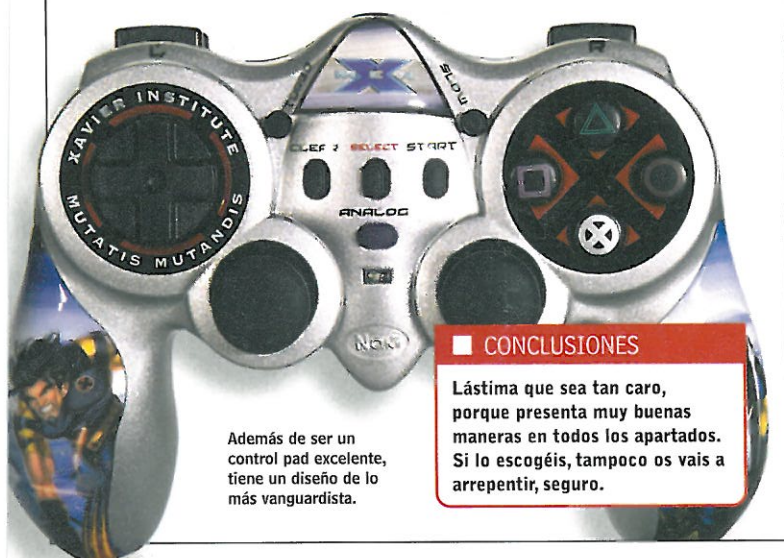 L
R
X
SLOW
XAVIER INSTITUTE
MUTATIS MUTANDIS
SELECT START
ANALOG
Además de ser un
control pad excelente,
tiene un diseño de lo
más vanguardista.
CONCLUSIONES
Lástima que sea tan caro,
porque presenta muy buenas
maneras en todos los apartados.
Si lo escogéis, tampoco os vais a
arrepentir, seguro.